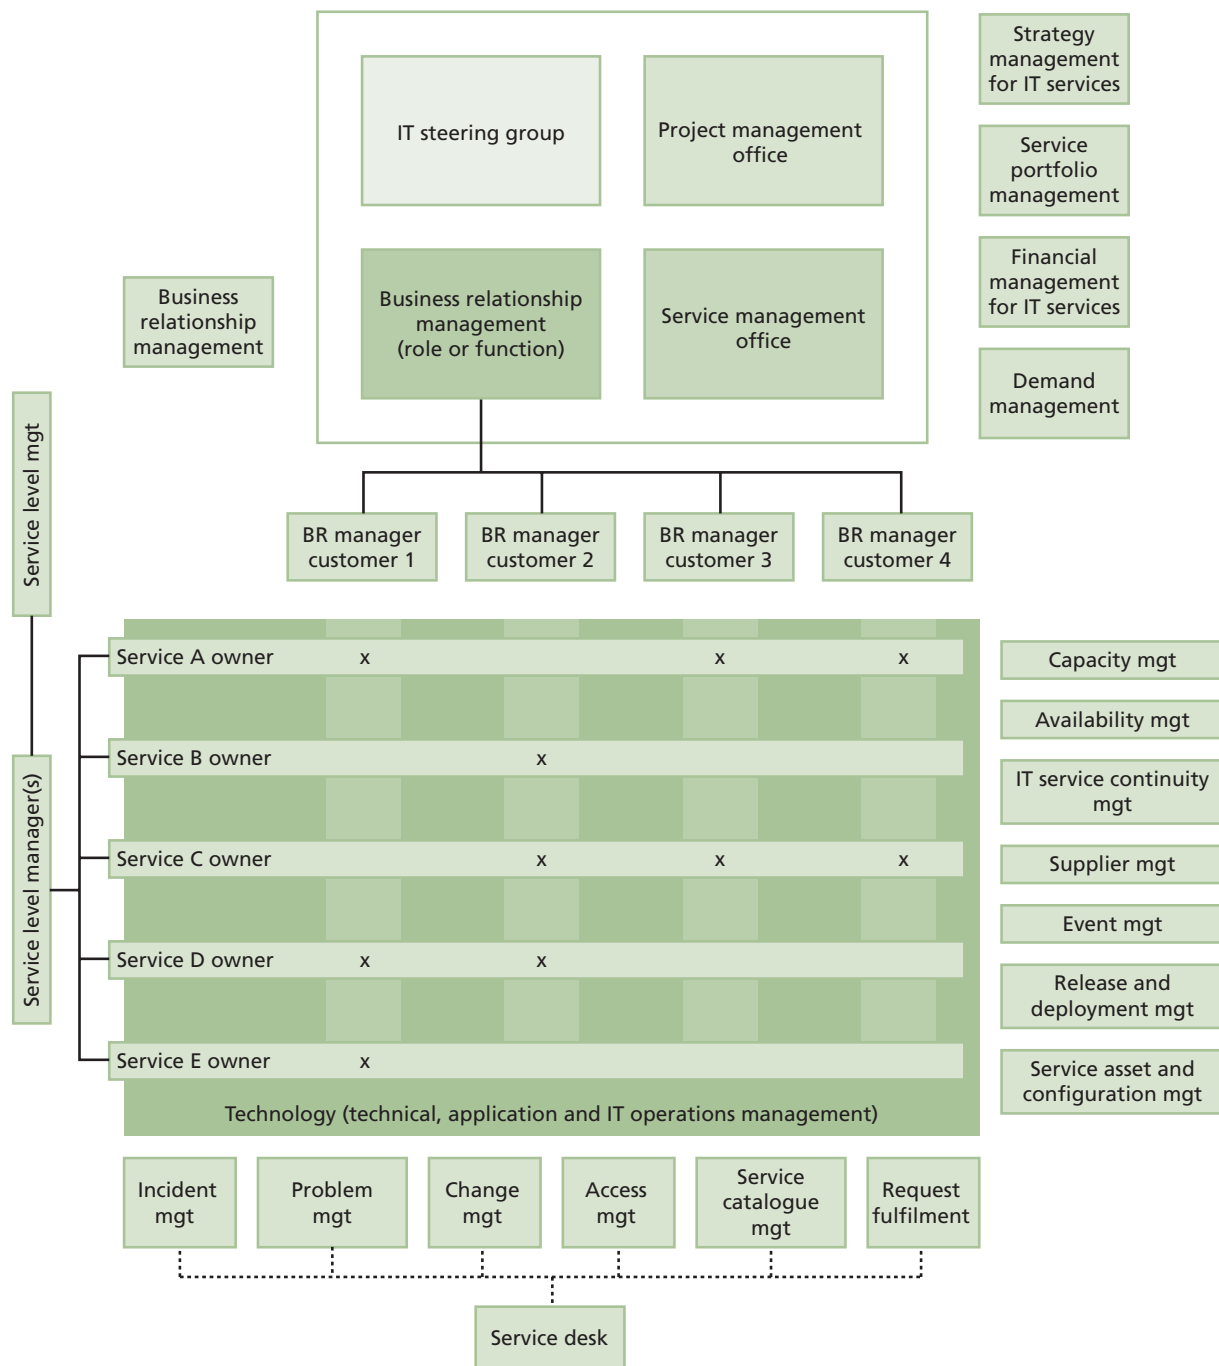 IT steering group
Project management
office
Business relationship
management
(role or function)
Service management
office
Strategy
management
for IT services
Service
portfolio
management
Financial
management
for IT services
Demand
management
Business
relationship
management
Service level mgt
Service level manager(s)
BR manager
customer 1
BR manager
customer 2
BR manager
customer 3
BR manager
customer 4
Service A owner x x x
Service B owner x
Service C owner x x x
Service D owner x x
Service E owner x
Technology (technical, application and IT operations management)
Capacity mgt
Availability mgt
IT service continuity
mgt
Supplier mgt
Event mgt
Release and
deployment mgt
Service asset and
configuration mgt
Incident
mgt
Problem
mgt
Change
mgt
Access
mgt
Service
catalogue
mgt
Request
fulfilment
Service desk